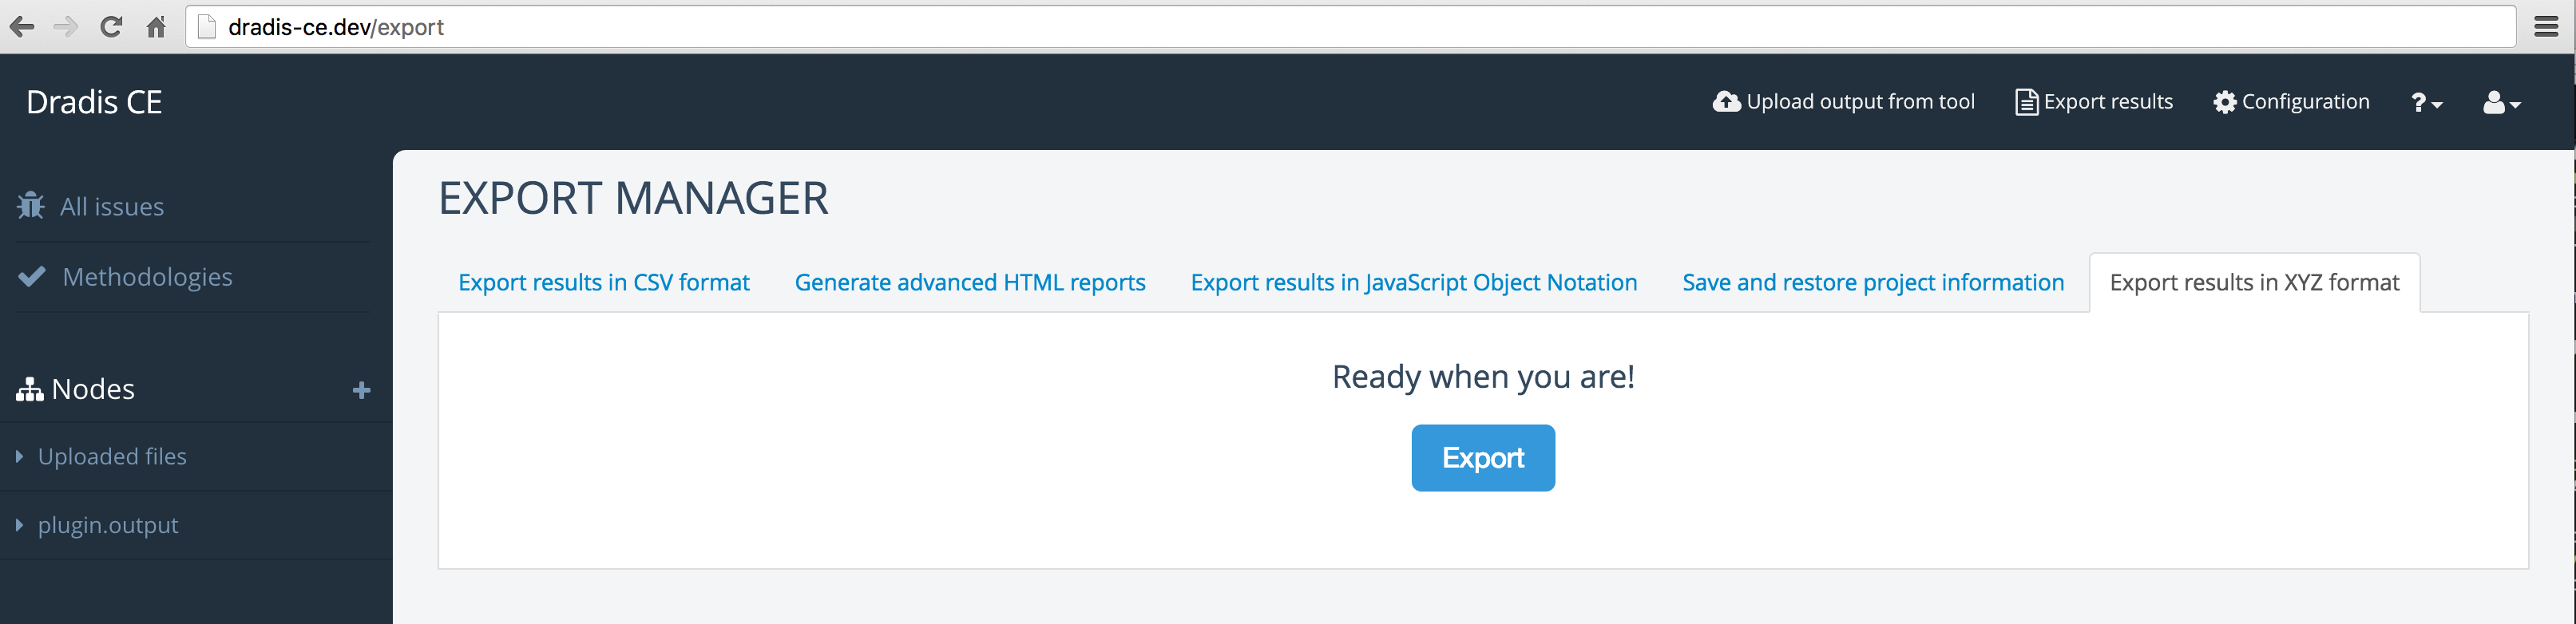 dradis-ce.dev/export
Dradis CE
Upload output from tool
Export results
Configuration
?
All issues
Methodologies
Nodes
+
Uploaded files
plugin.output
EXPORT MANAGER
Export results in CSV format
Generate advanced HTML reports
Export results in JavaScript Object Notation
Save and restore project information
Export results in XYZ format
Ready when you are!
Export